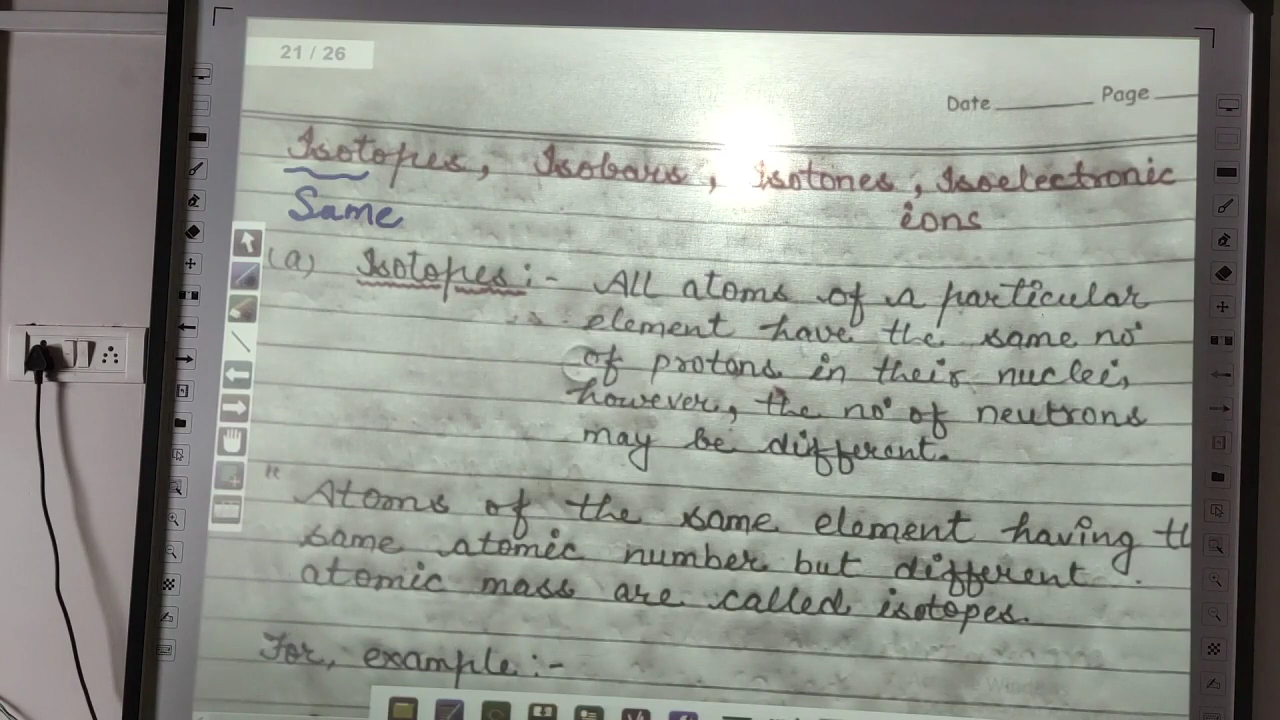 21 / 26
Date Page
Isotopes, Isobars, isotones, Isoelectronic
ions
Same
(a) Isotopes :- All atoms of a particular
element have the same no
of protons in their nuclei,
however, the no of neutrons
may be different.
" Atoms of the same element having th
same atomic number but different
atomic mass are called isotopes.
For, example :-